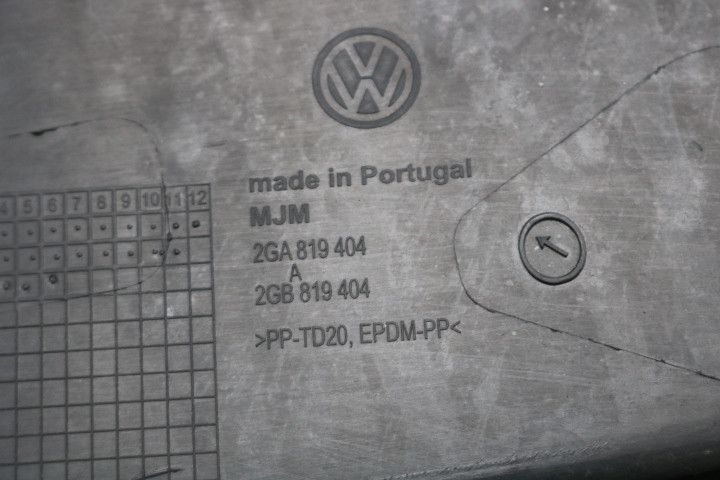 VW
made in Portugal
MJM
2GA 819 404
A
2GB 819 404
>PP-TD20, EPDM-PP<
4 5 6 7 8 9 10 11 12